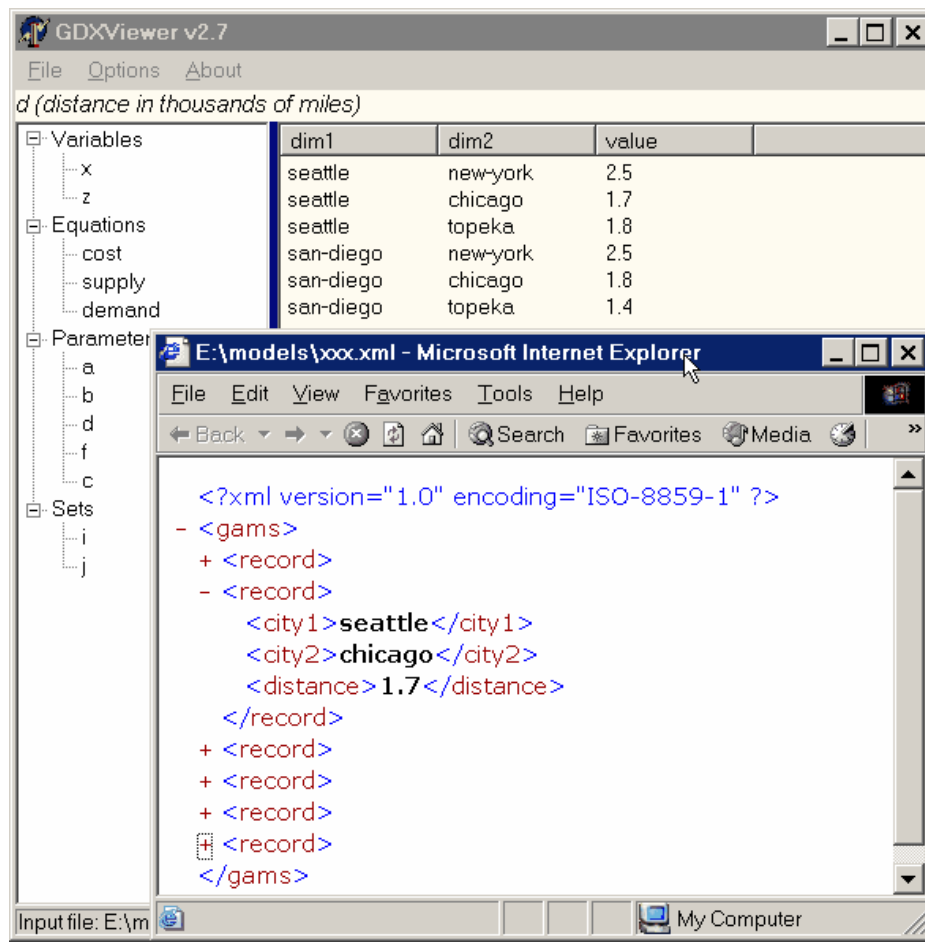 GDXViewer v2.7
File Options About
d (distance in thousands of miles)
Variables
x
z
Equations
cost
supply
demand
Parameter
a
b
d
f
c
Sets
i
j
dim1 dim2 value
seattle new-york 2.5
seattle chicago 1.7
seattle topeka 1.8
san-diego new-york 2.5
san-diego chicago 1.8
san-diego topeka 1.4
E:\models\xxx.xml - Microsoft Internet Explorer
File Edit View Favorites Tools Help
Back Search Favorites Media »
<?xml version="1.0" encoding="ISO-8859-1" ?>
- <gams>
+ <record>
- <record>
<city1>seattle</city1>
<city2>chicago</city2>
<distance>1.7</distance>
</record>
+ <record>
+ <record>
+ <record>
+ <record>
</gams>
My Computer
Input file: E:\m